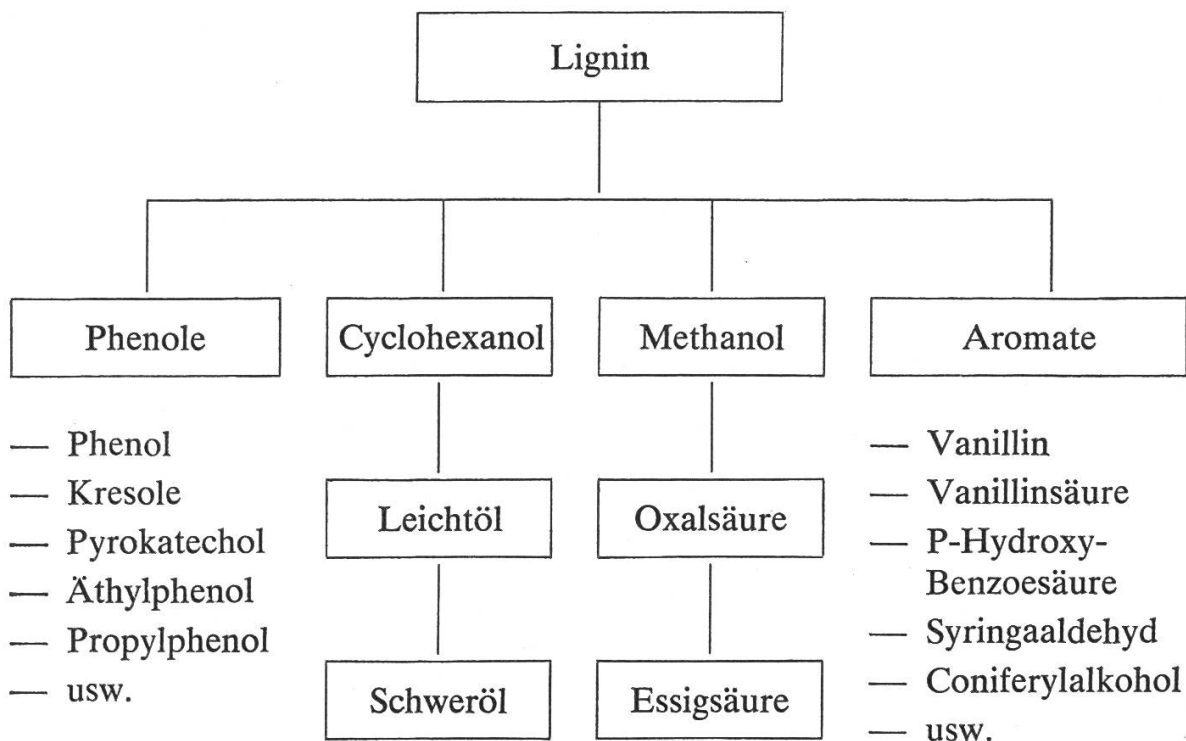 Lignin
Phenole
Cyclohexanol
Methanol
Aromate
— Phenol
— Kresole
— Pyrokatechol
— Äthylphenol
— Propylphenol
— usw.
Leichtöl
Schweröl
Oxalsäure
Essigsäure
— Vanillin
— Vanillinsäure
— P-Hydroxy-
Benzoesäure
— Syringaaldehyd
— Coniferylalkohol
— usw.